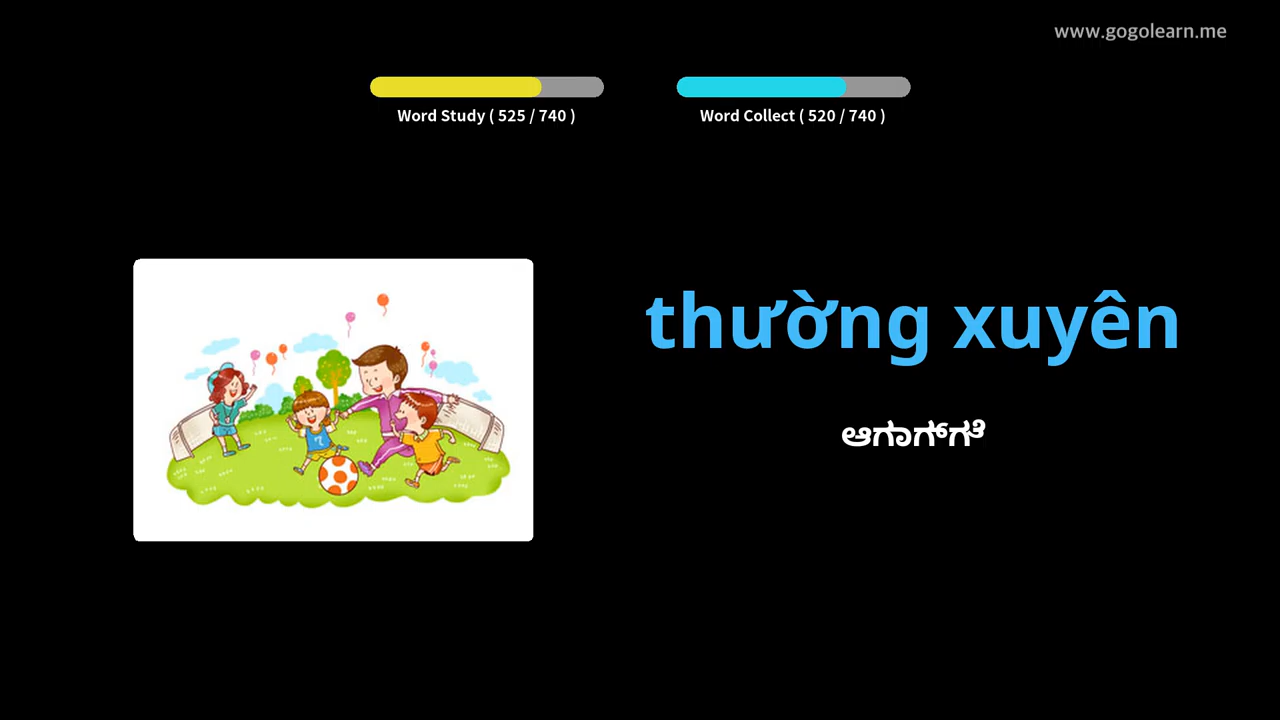 www.gogolearn.me
Word Study ( 525 / 740 )
Word Collect ( 520 / 740 )
thường xuyên
ಆಗಾಗ್ಗೆ